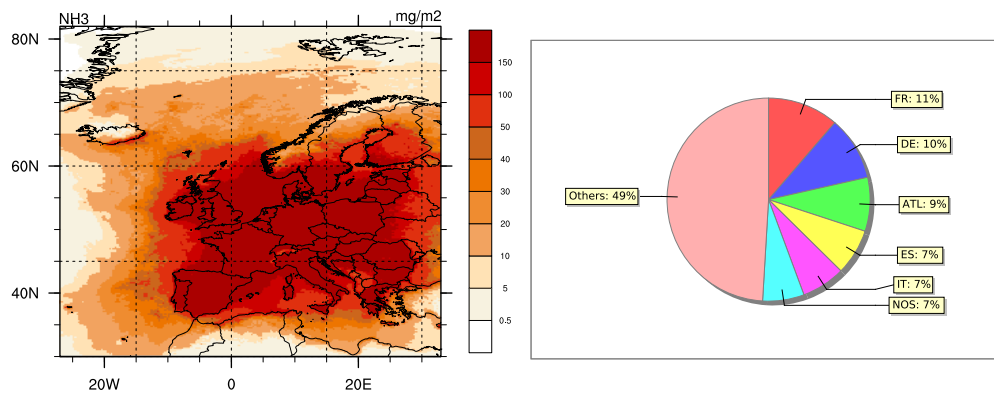 NH3
mg/m2
80N
60N
40N
20W
0
20E
150
100
50
40
30
20
10
5
0.5
FR: 11%
DE: 10%
ATL: 9%
ES: 7%
IT: 7%
NOS: 7%
Others: 49%